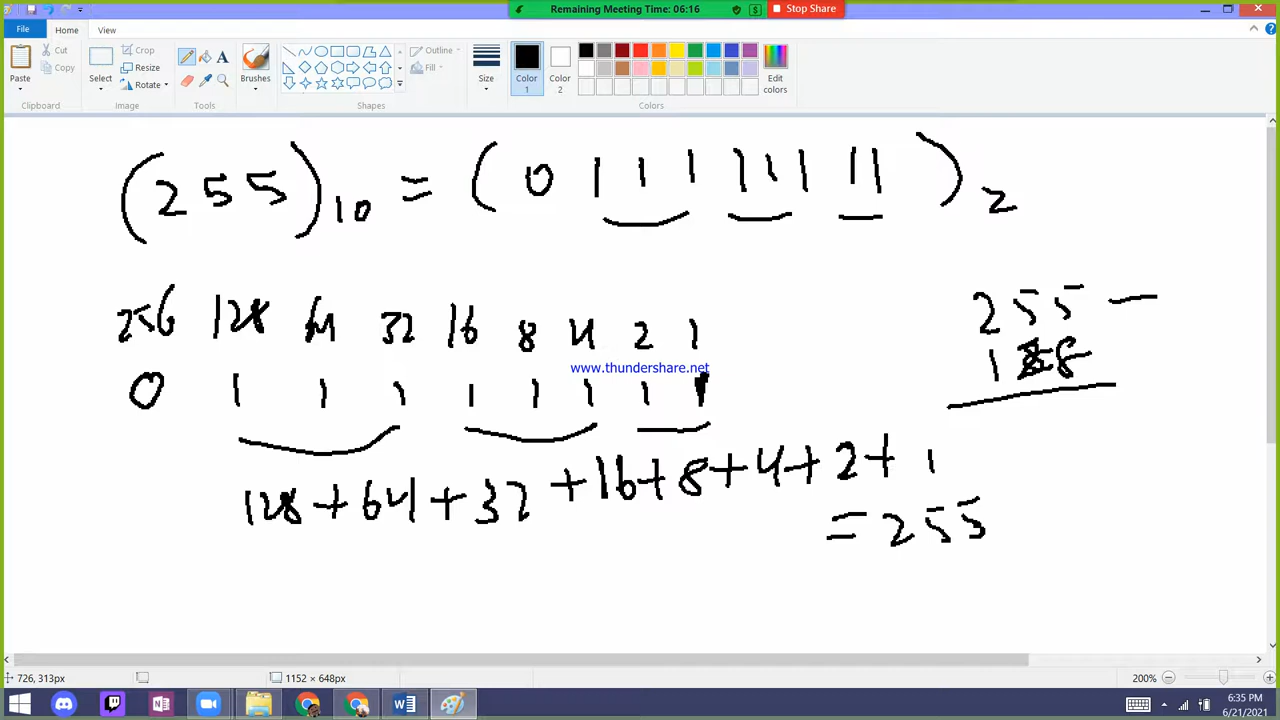 Remaining Meeting Time: 06:16
Stop Share
File
Home
View
Paste
Cut
Copy
Clipboard
Select
Crop
Resize
Rotate
Image
Tools
Brushes
Shapes
Outline
Fill
Size
Color 1
Color 2
Edit colors
Colors
(255)10 = (0 1 1 1 1 1 1 1 1)2
256 128 64 32 16 8 4 2 1
255 -
www.thundershare.net
0 1 1 1 1 1 1 1 1
128+64+32+16+8+4+2+1
=255
726, 313px
1152 × 648px
200%
6:35 PM
6/21/2021